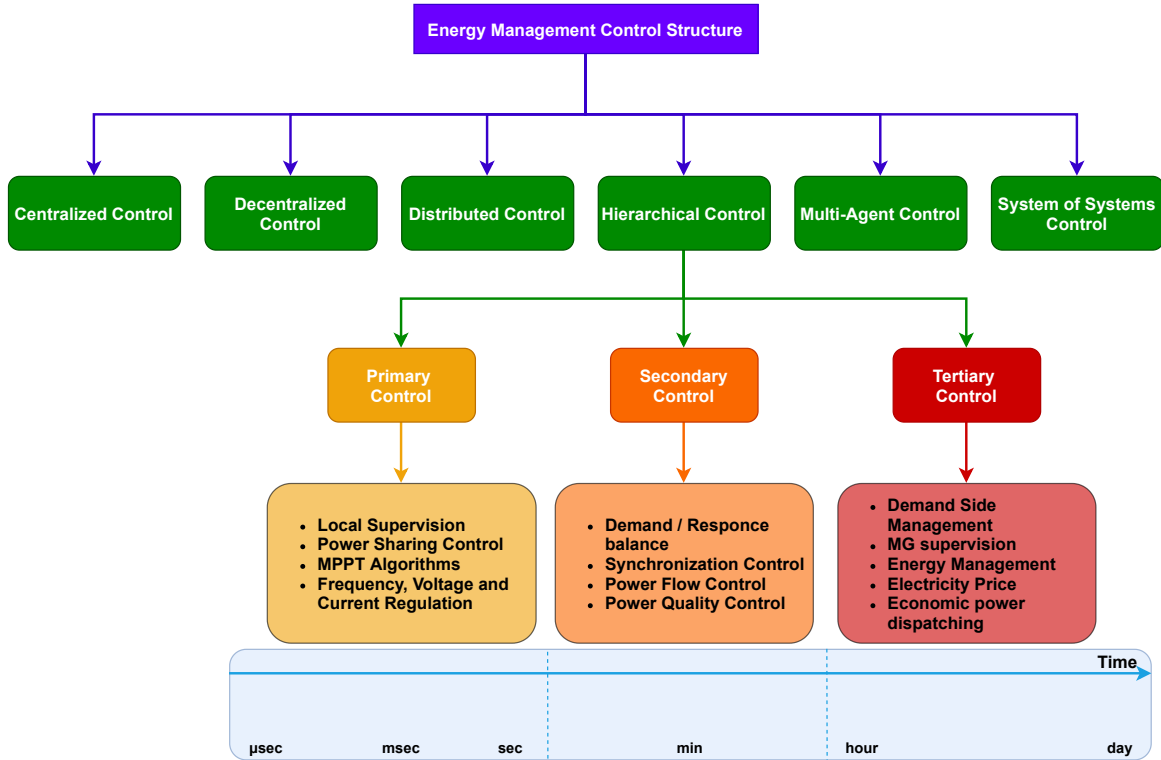 Energy Management Control Structure
Centralized Control
Decentralized
Control
Distributed Control
Hierarchical Control
Multi-Agent Control
System of Systems
Control
Primary
Control
Secondary
Control
Tertiary
Control
• Local Supervision
• Power Sharing Control
• MPPT Algorithms
• Frequency, Voltage and
Current Regulation
• Demand / Responce
balance
• Synchronization Control
• Power Flow Control
• Power Quality Control
• Demand Side
Management
• MG supervision
• Energy Management
• Electricity Price
• Economic power
dispatching
Time
µsec
msec
sec
min
hour
day